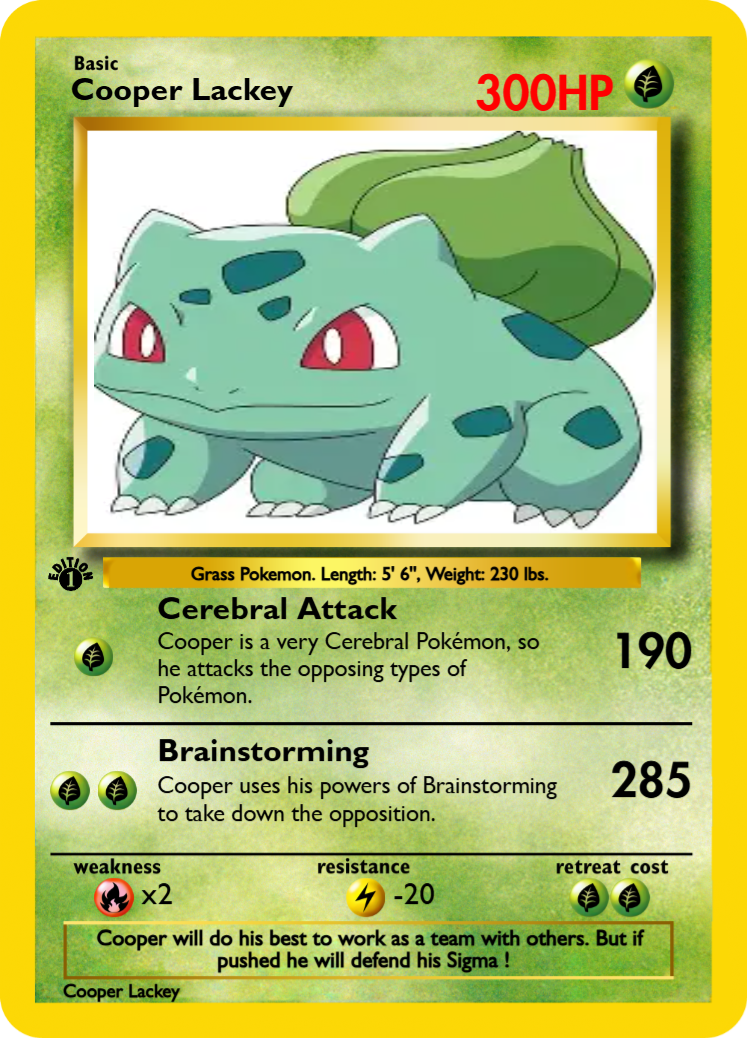 Basic
Cooper Lackey
300HP
EDITION
1
Grass Pokemon. Length: 5' 6", Weight: 230 lbs.
Cerebral Attack
Cooper is a very Cerebral Pokémon, so
he attacks the opposing types of
Pokémon.
190
Brainstorming
Cooper uses his powers of Brainstorming
to take down the opposition.
285
weakness
resistance
retreat cost
x2
-20
Cooper will do his best to work as a team with others. But if
pushed he will defend his Sigma !
Cooper Lackey